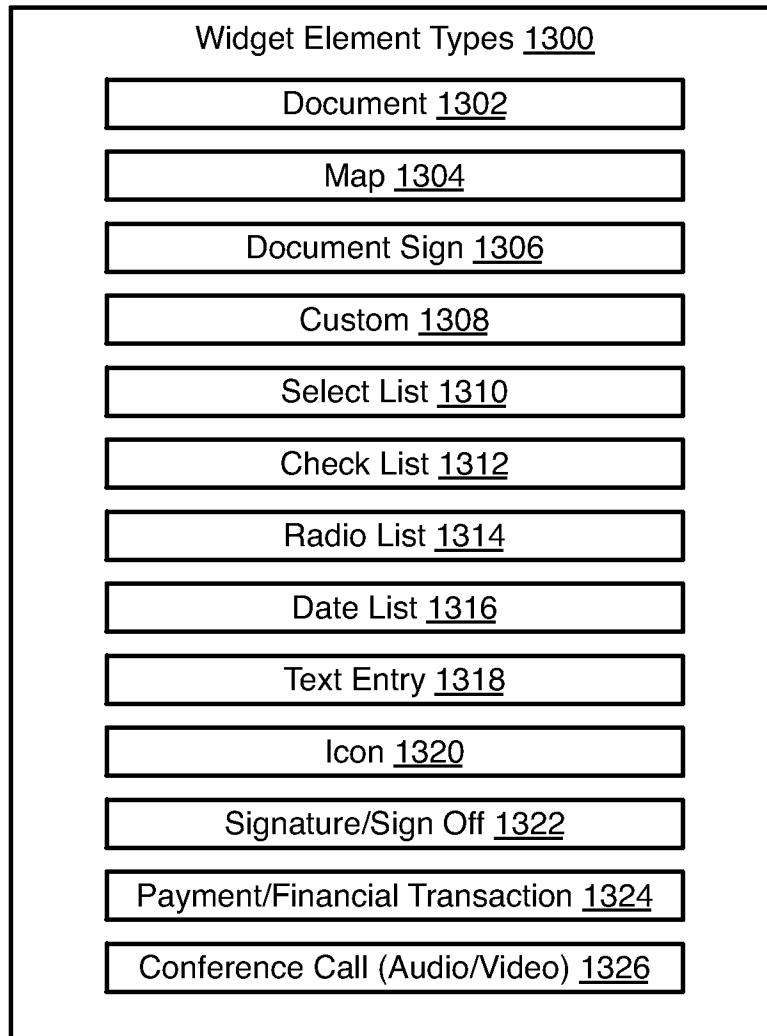 Widget Element Types 1300
Document 1302
Map 1304
Document Sign 1306
Custom 1308
Select List 1310
Check List 1312
Radio List 1314
Date List 1316
Text Entry 1318
Icon 1320
Signature/Sign Off 1322
Payment/Financial Transaction 1324
Conference Call (Audio/Video) 1326